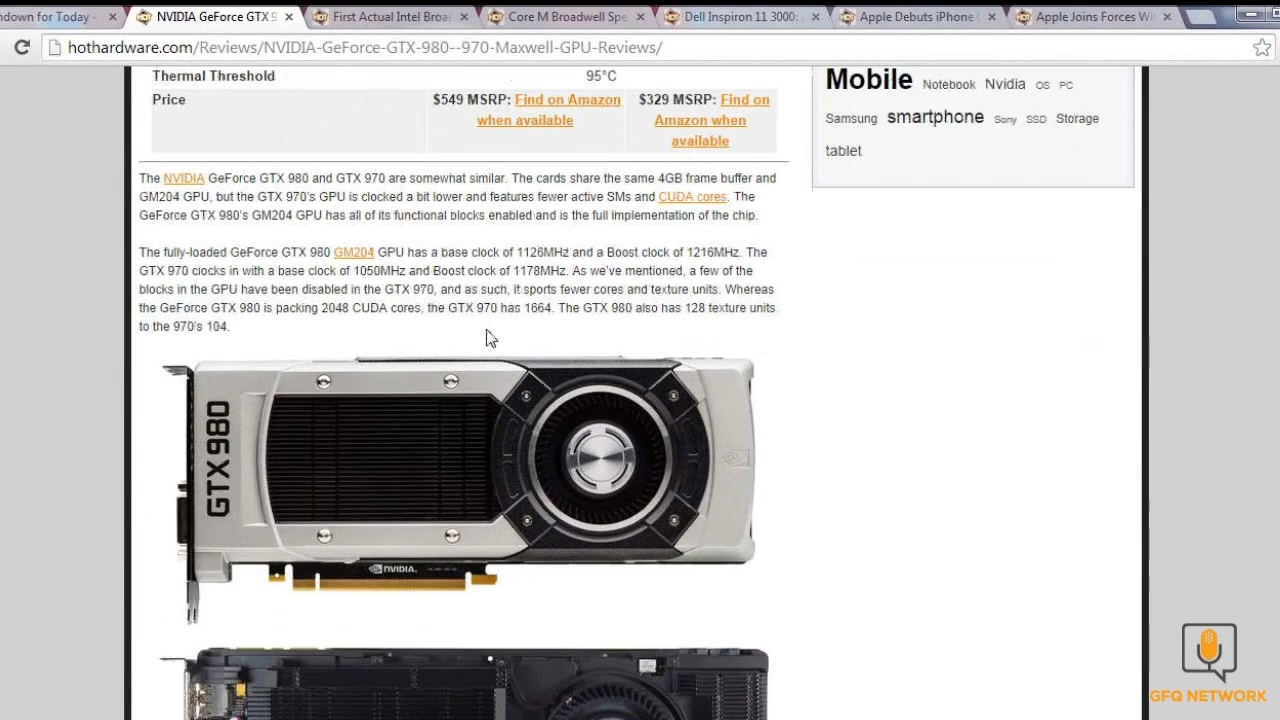 ndown for Today -
NVIDIA GeForce GTX 9
First Actual Intel Broad
Core M Broadwell Spe
Dell Inspiron 11 3000:
Apple Debuts iPhone
Apple Joins Forces Wi
hothardware.com/Reviews/NVIDIA-GeForce-GTX-980--970-Maxwell-GPU-Reviews/
Thermal Threshold 95°C
Price $549 MSRP: Find on Amazon when available $329 MSRP: Find on Amazon when available
Mobile Notebook Nvidia OS PC
Samsung smartphone Sony SSD Storage
tablet
The NVIDIA GeForce GTX 980 and GTX 970 are somewhat similar. The cards share the same 4GB frame buffer and
GM204 GPU, but the GTX 970's GPU is clocked a bit lower and features fewer active SMs and CUDA cores. The
GeForce GTX 980's GM204 GPU has all of its functional blocks enabled and is the full implementation of the chip.
The fully-loaded GeForce GTX 980 GM204 GPU has a base clock of 1126MHz and a Boost clock of 1216MHz. The
GTX 970 clocks in with a base clock of 1050MHz and Boost clock of 1178MHz. As we've mentioned, a few of the
blocks in the GPU have been disabled in the GTX 970, and as such, it sports fewer cores and texture units. Whereas
the GeForce GTX 980 is packing 2048 CUDA cores, the GTX 970 has 1664. The GTX 980 also has 128 texture units
to the 970's 104.
GTX 980
NVIDIA.
GFQ NETWORK